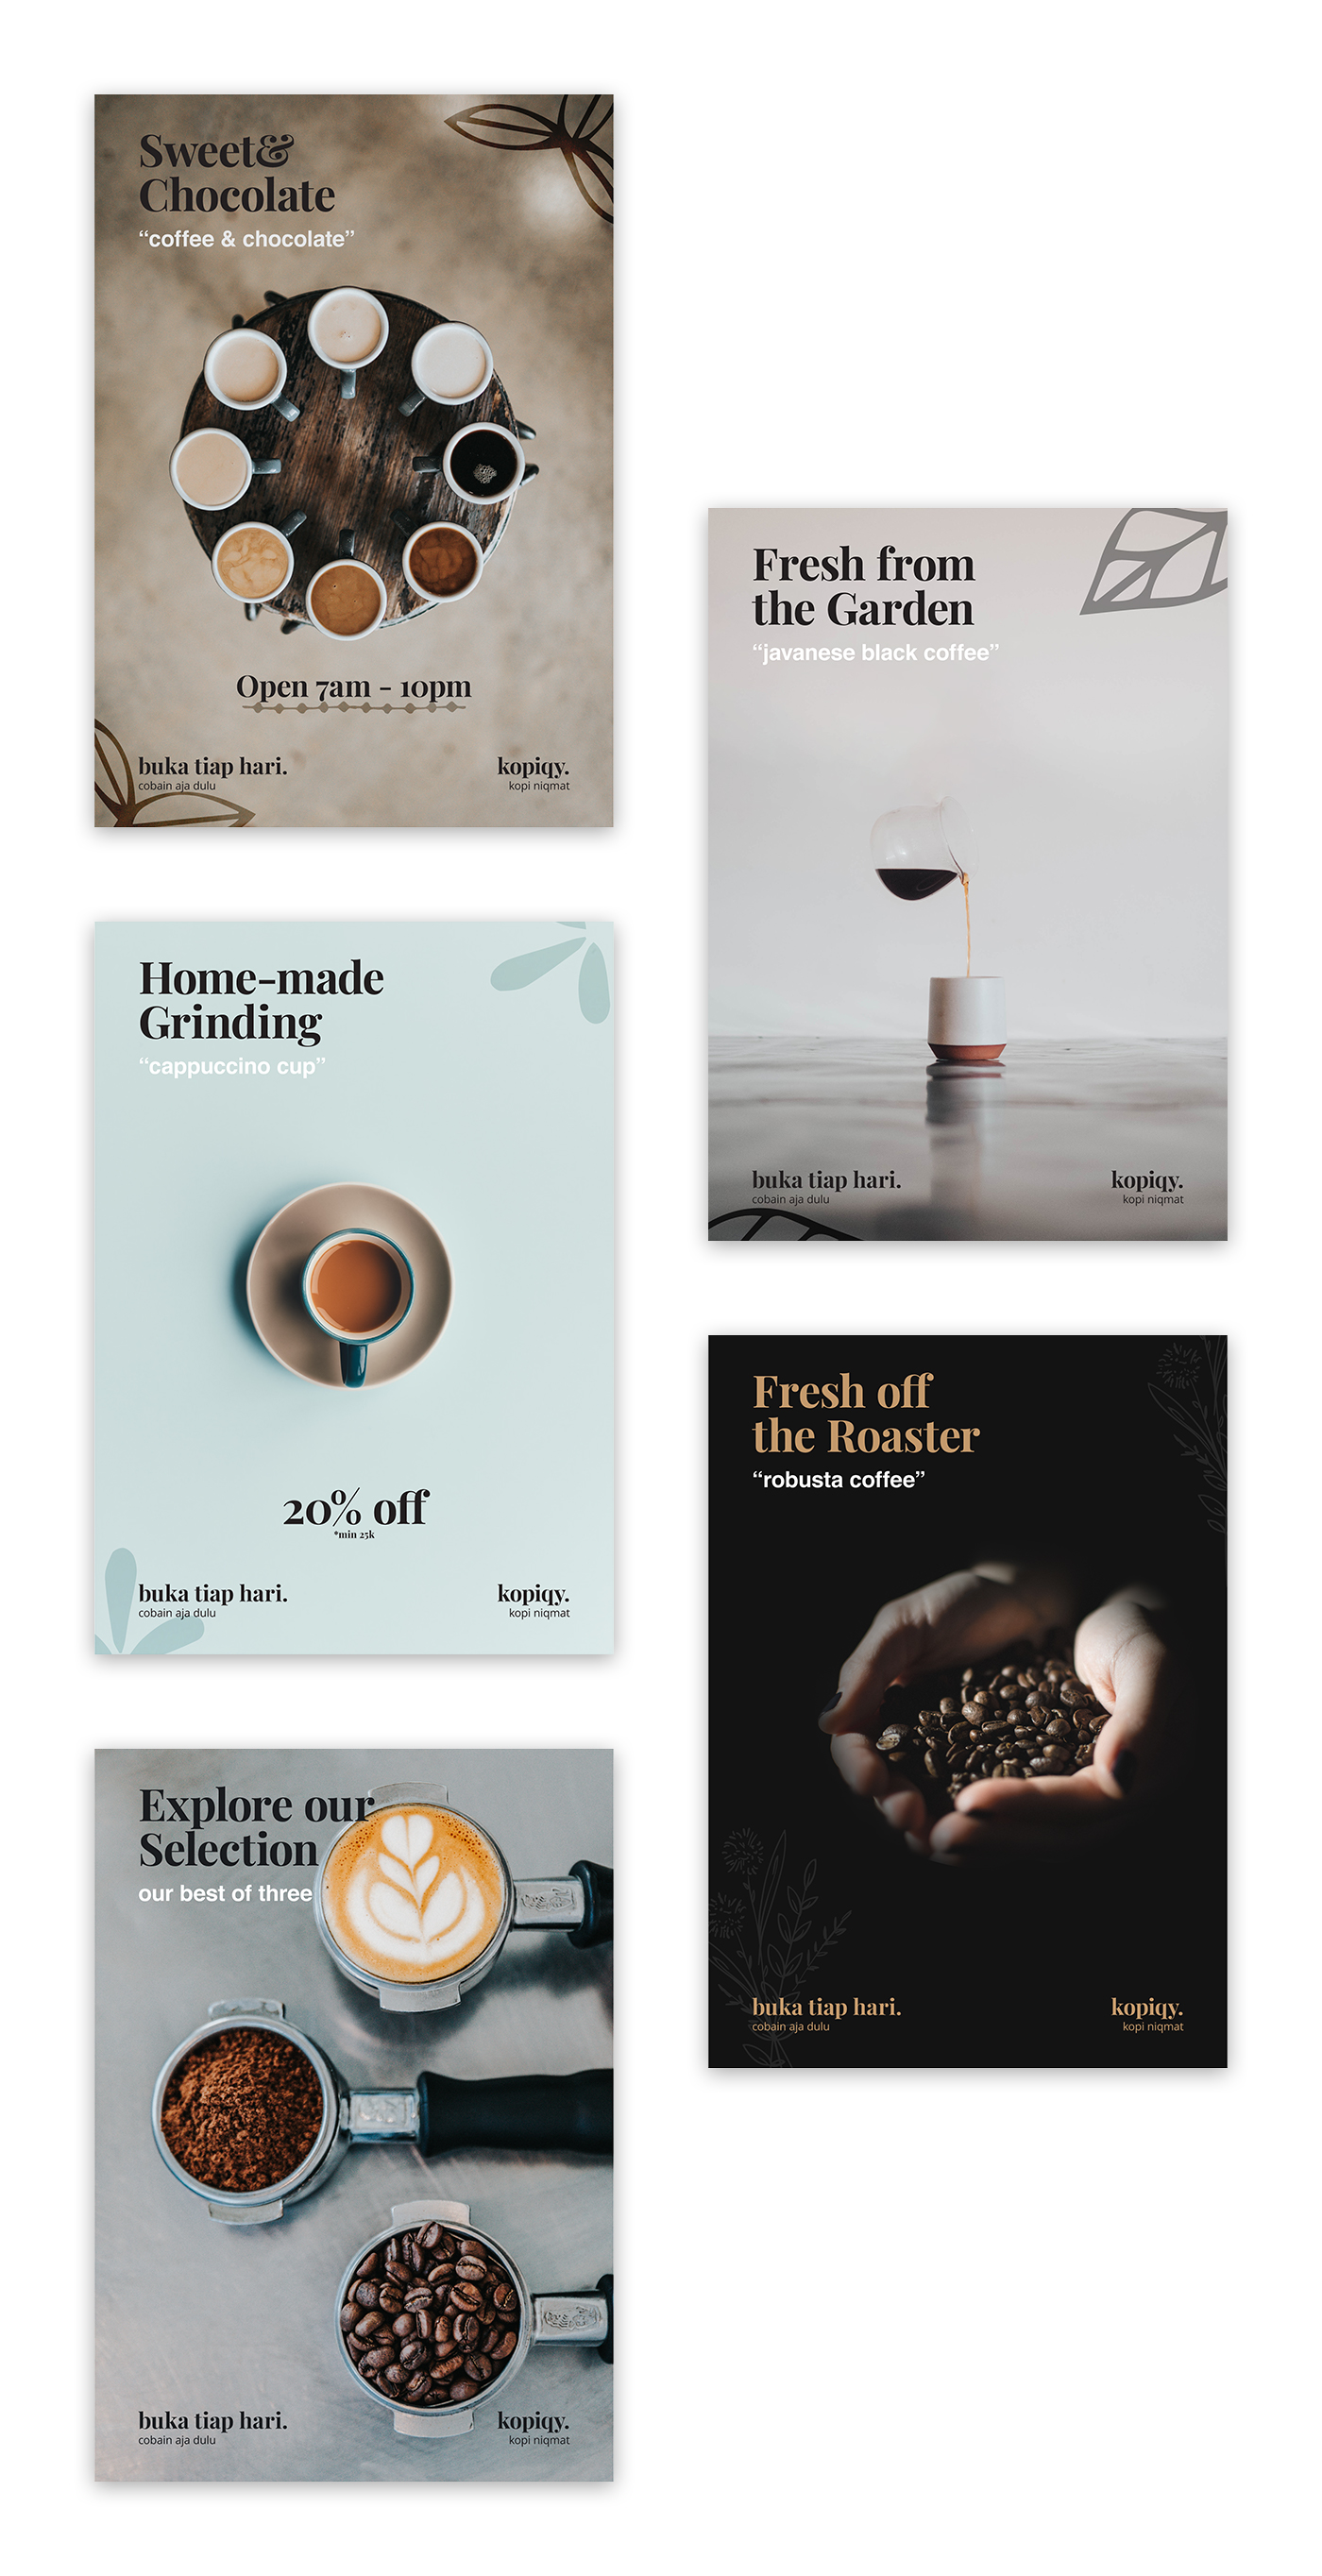 Sweet&
Chocolate
“coffee & chocolate”
Open 7am - 10pm
buka tiap hari.
cobain aja dulu
kopiqy.
kopi niqmat
Fresh from
the Garden
“javanese black coffee”
buka tiap hari.
cobain aja dulu
kopiqy.
kopi niqmat
Home-made
Grinding
“cappuccino cup”
20% off
*min 25k
buka tiap hari.
cobain aja dulu
kopiqy.
kopi niqmat
Fresh off
the Roaster
“robusta coffee”
buka tiap hari.
cobain aja dulu
kopiqy.
kopi niqmat
Explore our
Selection
our best of three
buka tiap hari.
cobain aja dulu
kopiqy.
kopi niqmat